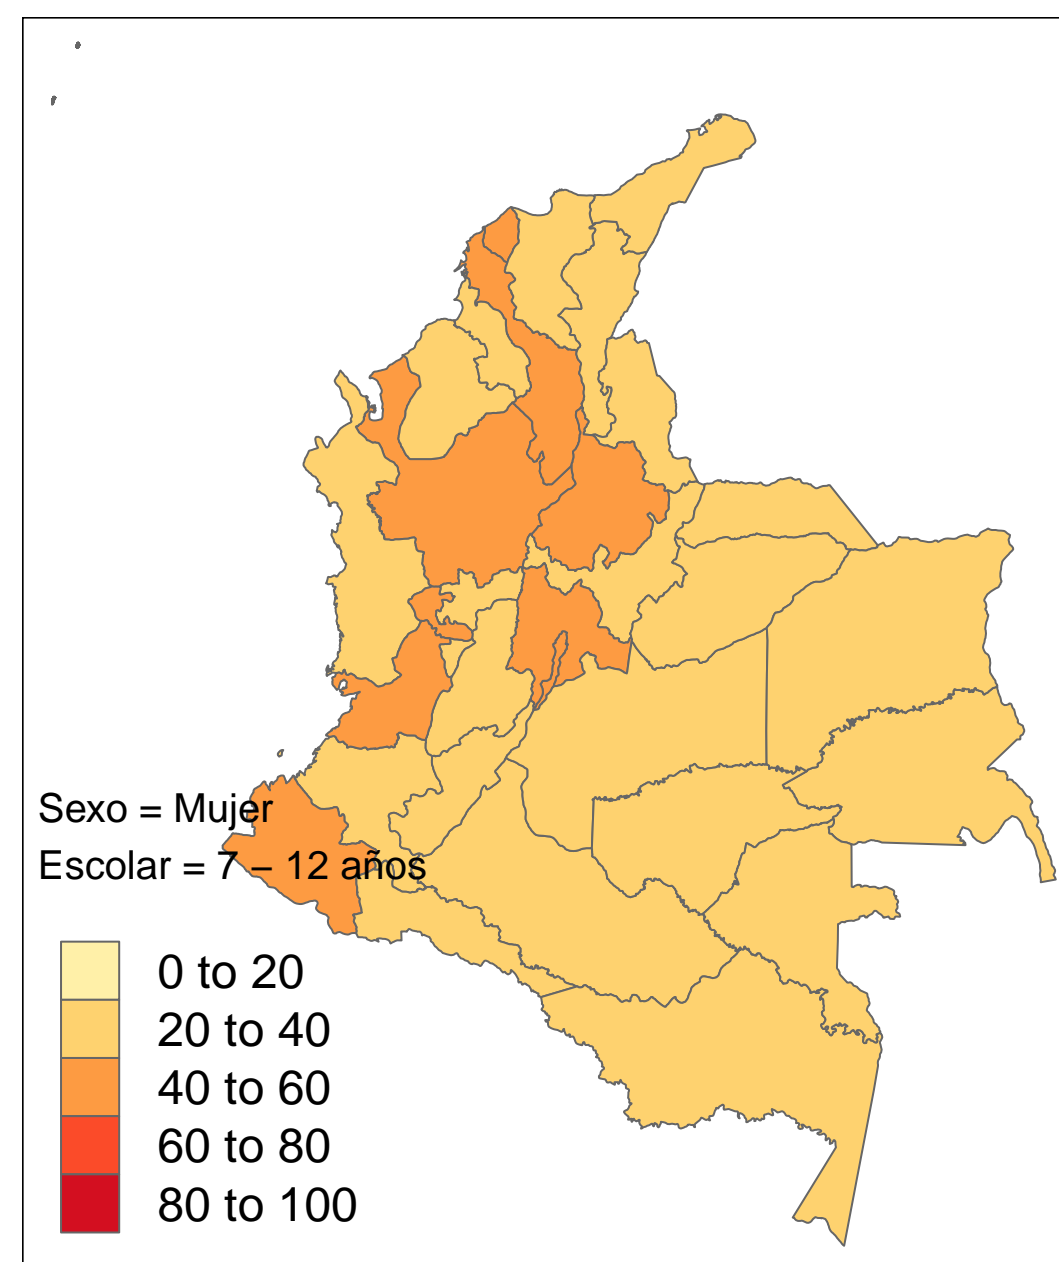 Sexo = Mujer
Escolar = 7 – 12 años
0 to 20
20 to 40
40 to 60
60 to 80
80 to 100